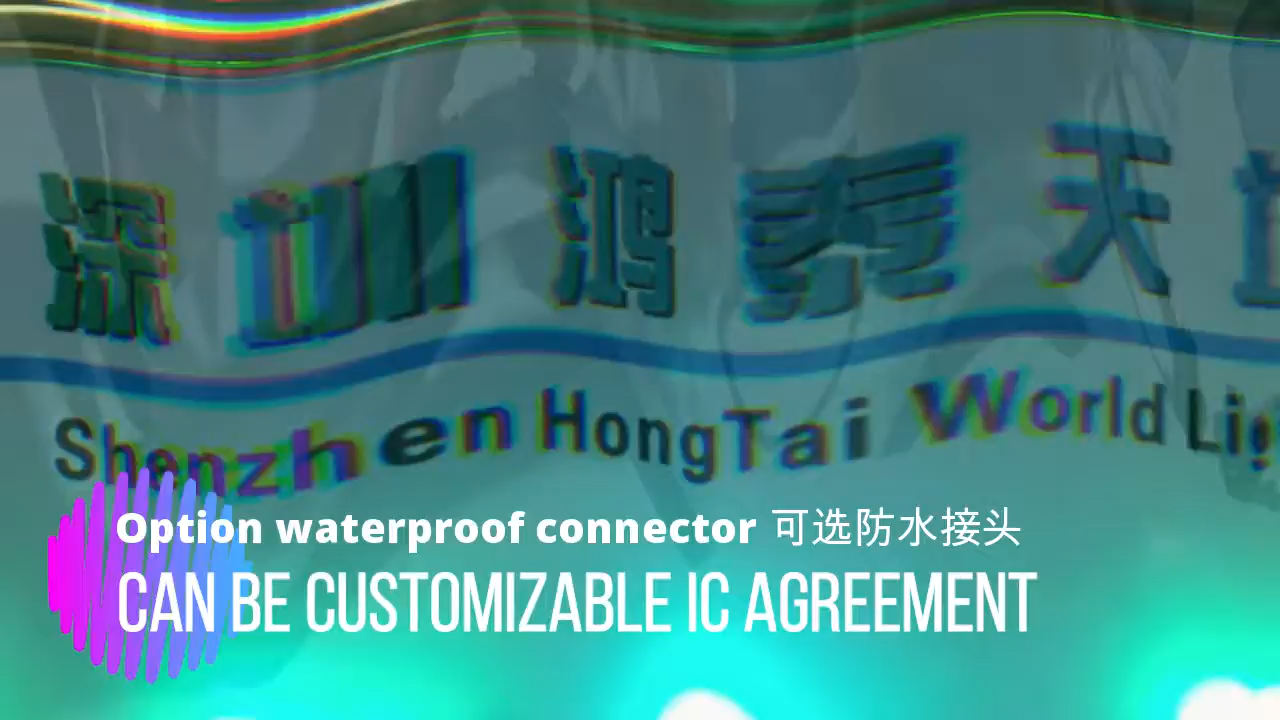 深圳鸿泰天
Shenzhen HongTai World
Option waterproof connector 可选防水接头
CAN BE CUSTOMIZABLE IC AGREEMENT